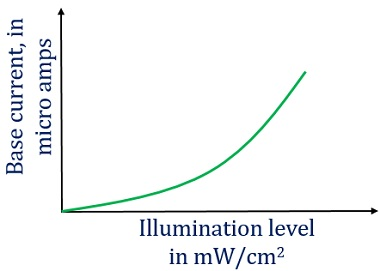 Base current, in
micro amps
Illumination level
in mW/cm²